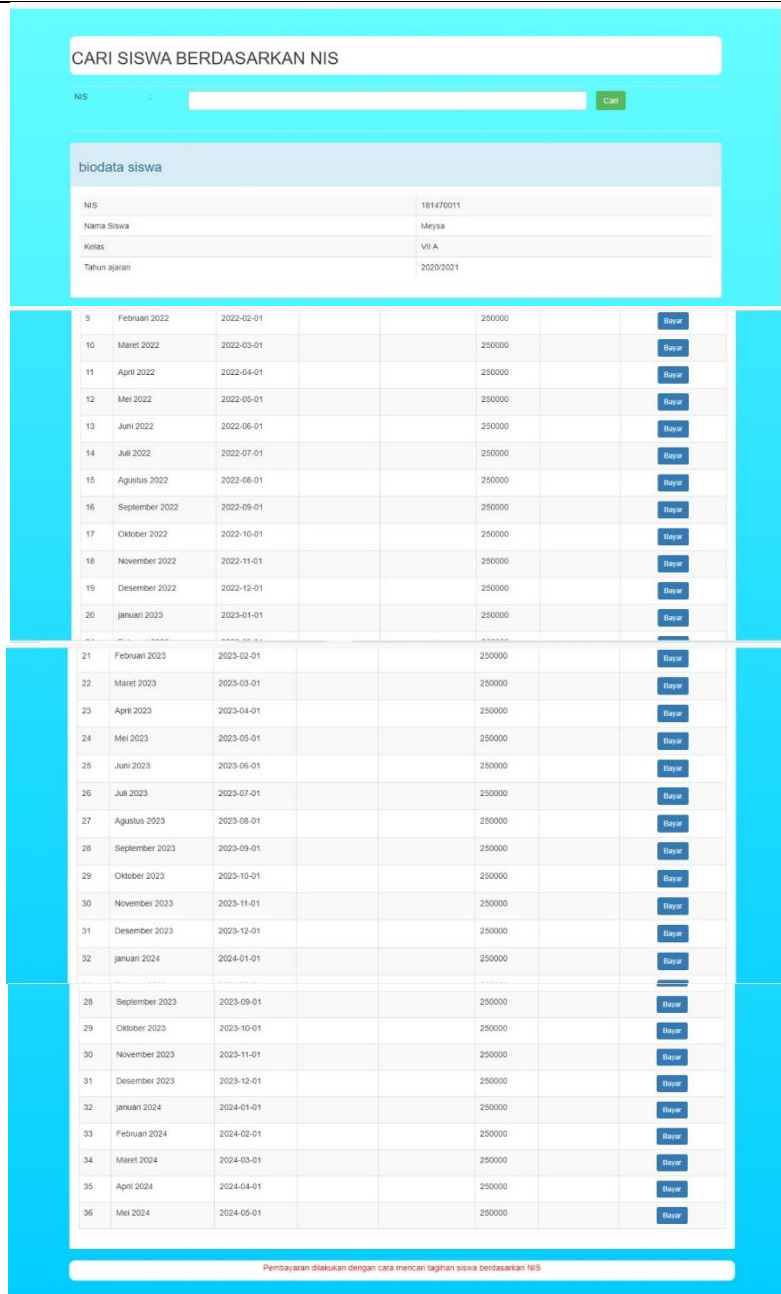 CARI SISWA BERDASARKAN NIS
NIS : Cari
biodata siswa
NIS 181470011
Nama Siswa Meysa
Kelas VII A
Tahun ajaran 2020/2021
9 Februari 2022 2022-02-01 250000 Bayar
10 Maret 2022 2022-03-01 250000 Bayar
11 April 2022 2022-04-01 250000 Bayar
12 Mei 2022 2022-05-01 250000 Bayar
13 Juni 2022 2022-06-01 250000 Bayar
14 Juli 2022 2022-07-01 250000 Bayar
15 Agustus 2022 2022-08-01 250000 Bayar
16 September 2022 2022-09-01 250000 Bayar
17 Oktober 2022 2022-10-01 250000 Bayar
18 November 2022 2022-11-01 250000 Bayar
19 Desember 2022 2022-12-01 250000 Bayar
20 januari 2023 2023-01-01 250000 Bayar
21 Februari 2023 2023-02-01 250000 Bayar
22 Maret 2023 2023-03-01 250000 Bayar
23 April 2023 2023-04-01 250000 Bayar
24 Mei 2023 2023-05-01 250000 Bayar
25 Juni 2023 2023-06-01 250000 Bayar
26 Juli 2023 2023-07-01 250000 Bayar
27 Agustus 2023 2023-08-01 250000 Bayar
28 September 2023 2023-09-01 250000 Bayar
29 Oktober 2023 2023-10-01 250000 Bayar
30 November 2023 2023-11-01 250000 Bayar
31 Desember 2023 2023-12-01 250000 Bayar
32 januari 2024 2024-01-01 250000 Bayar
28 September 2023 2023-09-01 250000 Bayar
29 Oktober 2023 2023-10-01 250000 Bayar
30 November 2023 2023-11-01 250000 Bayar
31 Desember 2023 2023-12-01 250000 Bayar
32 januari 2024 2024-01-01 250000 Bayar
33 Februari 2024 2024-02-01 250000 Bayar
34 Maret 2024 2024-03-01 250000 Bayar
35 April 2024 2024-04-01 250000 Bayar
36 Mei 2024 2024-05-01 250000 Bayar
Pembayaran dilakukan dengan cara mencari tagihan siswa berdasarkan NIS